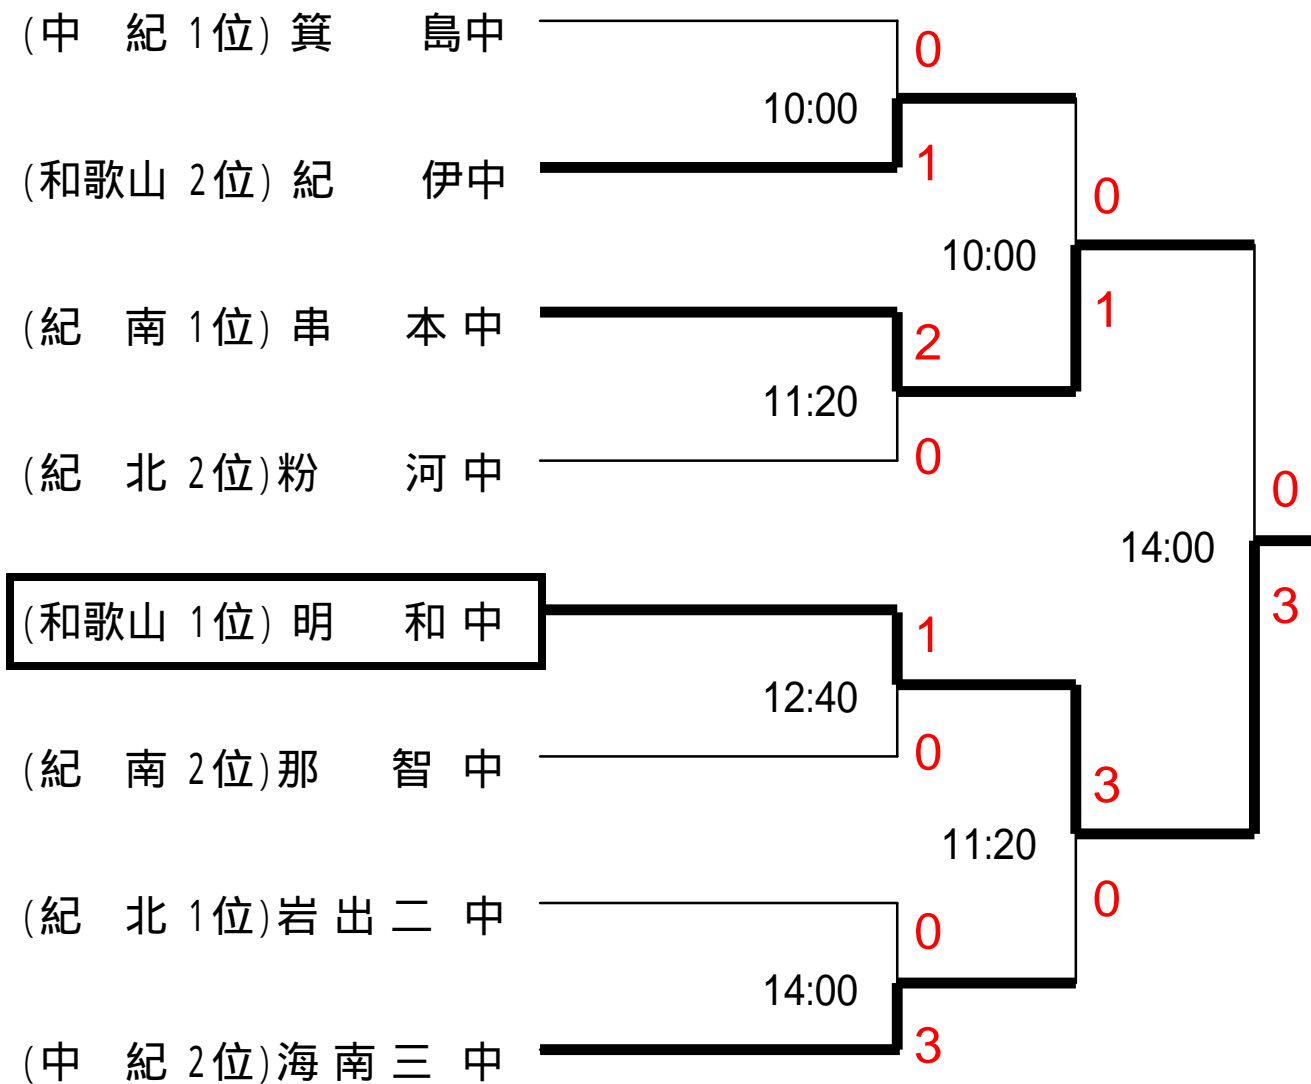 (中 紀 1位) 箕 島中
0
10:00
(和歌山 2位) 紀 伊中
1
0
10:00
(紀 南 1位) 串 本 中
1
2
11:20
(紀 北 2位) 粉 河 中
0
0
14:00
(和歌山 1位) 明 和 中
3
1
12:40
(紀 南 2位) 那 智 中
0
3
11:20
(紀 北 1位) 岩 出 二 中
0
0
14:00
(中 紀 2位) 海 南 三 中
3